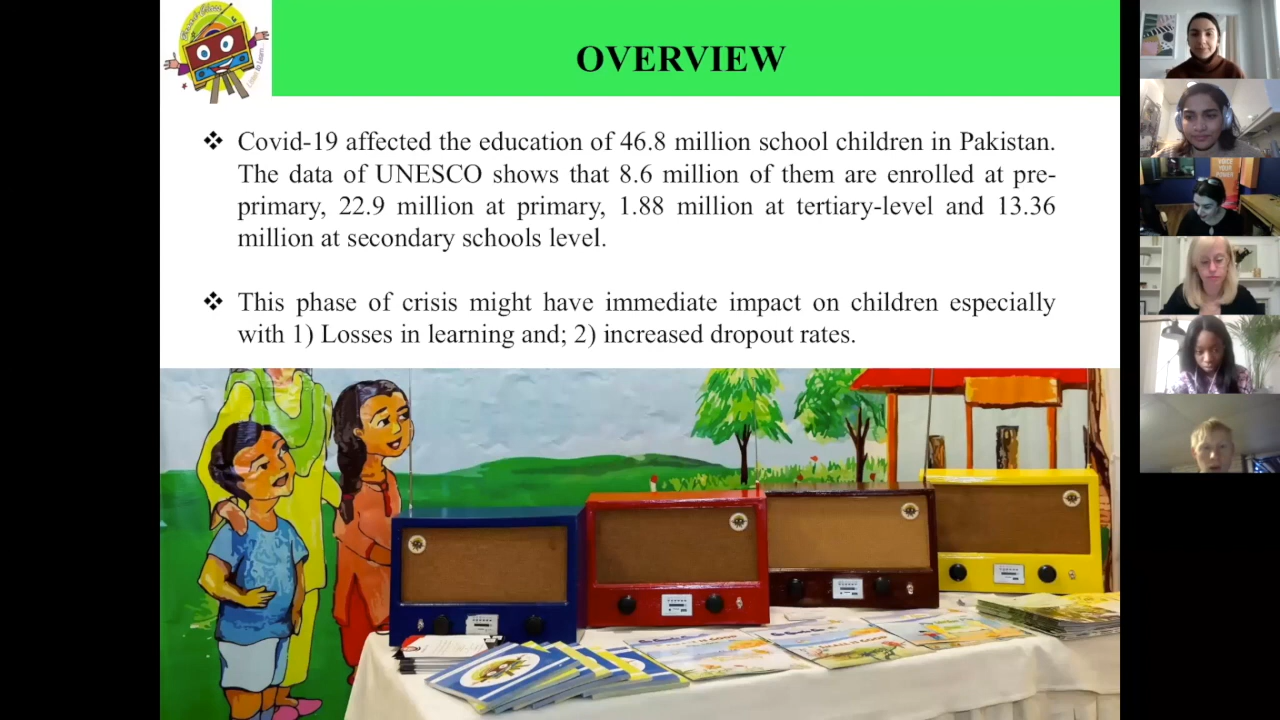 OVERVIEW
❖ Covid-19 affected the education of 46.8 million school children in Pakistan.
The data of UNESCO shows that 8.6 million of them are enrolled at pre-
primary, 22.9 million at primary, 1.88 million at tertiary-level and 13.36
million at secondary schools level.
❖ This phase of crisis might have immediate impact on children especially
with 1) Losses in learning and; 2) increased dropout rates.
VOICE
YOUR